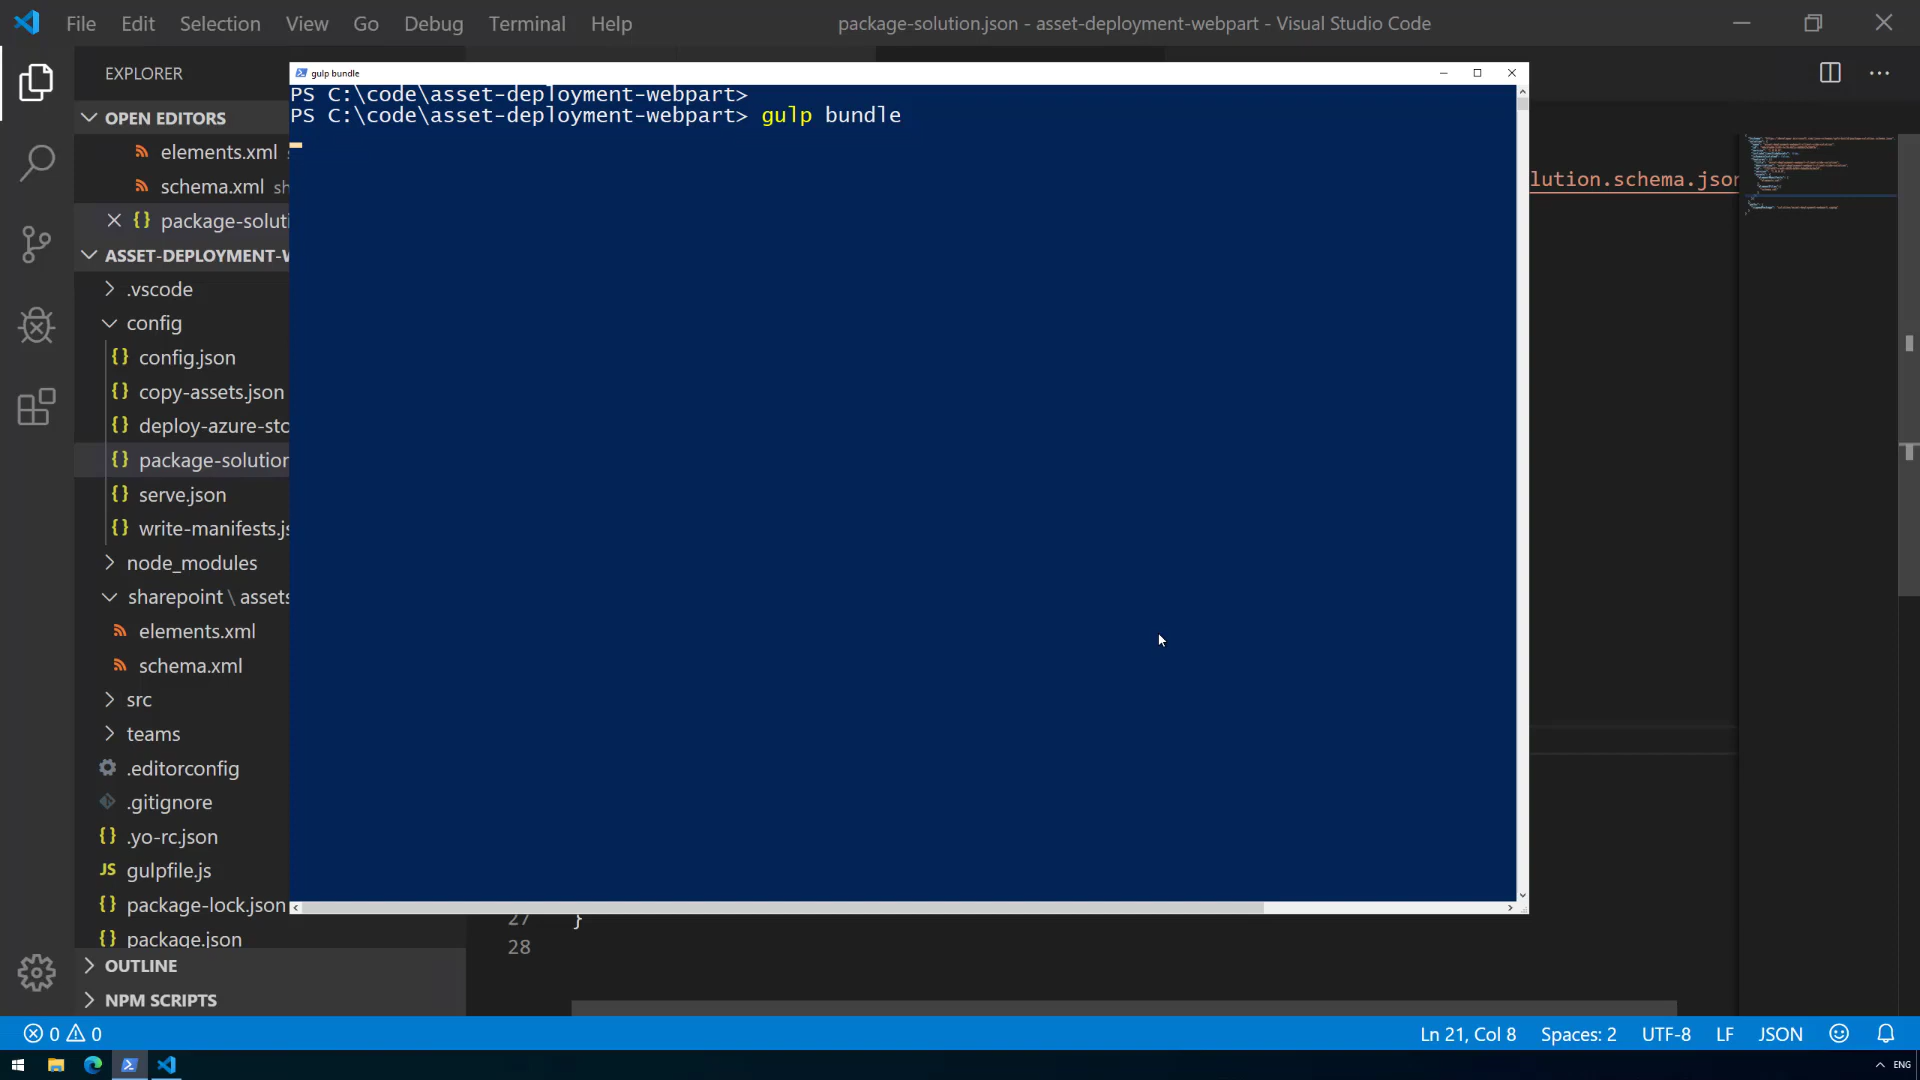 File Edit Selection View Go Debug Terminal Help
package-solution.json - asset-deployment-webpart - Visual Studio Code
EXPLORER
OPEN EDITORS
elements.xml
schema.xml sh
package-soluti
ASSET-DEPLOYMENT-W
.vscode
config
config.json
copy-assets.json
deploy-azure-sto
package-solution
serve.json
write-manifests.js
node_modules
sharepoint \ assets
elements.xml
schema.xml
src
teams
.editorconfig
.gitignore
.yo-rc.json
JS gulpfile.js
package-lock.json
package.json
OUTLINE
NPM SCRIPTS
gulp bundle
PS C:\code\asset-deployment-webpart>
PS C:\code\asset-deployment-webpart> gulp bundle
lution.schema.json
27 }
28
0 0
Ln 21, Col 8 Spaces: 2 UTF-8 LF JSON
ENG